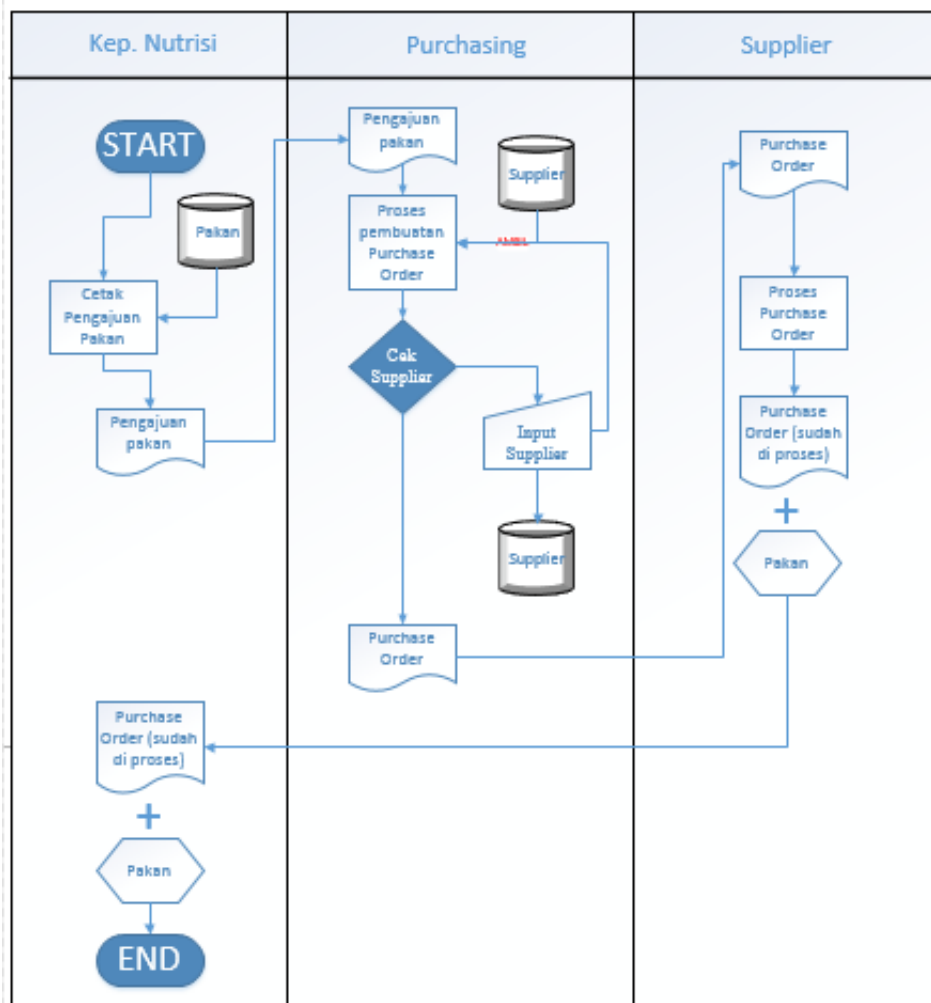 Kep. Nutrisi
Purchasing
Supplier
START
Pakan
Cetak
Pengajuan
Pakan
Pengajuan
pakan
Pengajuan
pakan
Supplier
Proses
pembuatan
Purchase
Order
AMBIL
Cek
Supplier
Input
Supplier
Supplier
Purchase
Order
Purchase
Order
Proses
Purchase
Order
Purchase
Order (sudah
di proses)
+
Pakan
Purchase
Order (sudah
di proses)
+
Pakan
END